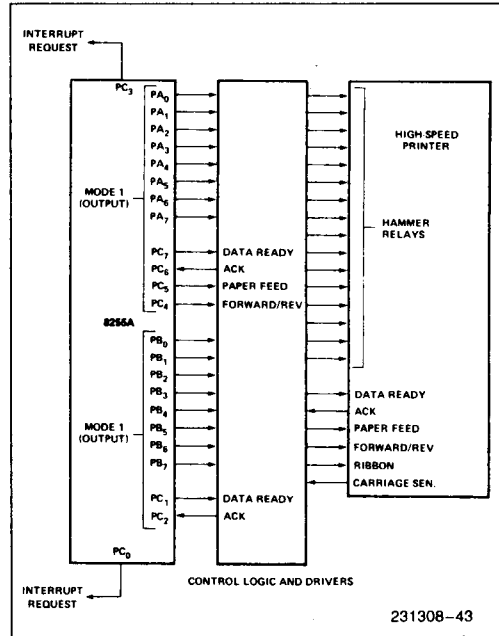 INTERRUPT
REQUEST
PC3
PA0
PA1
PA2
PA3
PA4
PA5
PA6
PA7
MODE 1
(OUTPUT)
PC7
PC6
PC5
PC4
DATA READY
ACK
PAPER FEED
FORWARD/REV
8255A
PB0
PB1
PB2
PB3
PB4
PB5
PB6
PB7
MODE 1
(OUTPUT)
PC1
PC2
DATA READY
ACK
PC0
INTERRUPT
REQUEST
CONTROL LOGIC AND DRIVERS
HIGH-SPEED
PRINTER
HAMMER
RELAYS
DATA READY
ACK
PAPER FEED
FORWARD/REV
RIBBON
CARRIAGE SEN.
231308-43